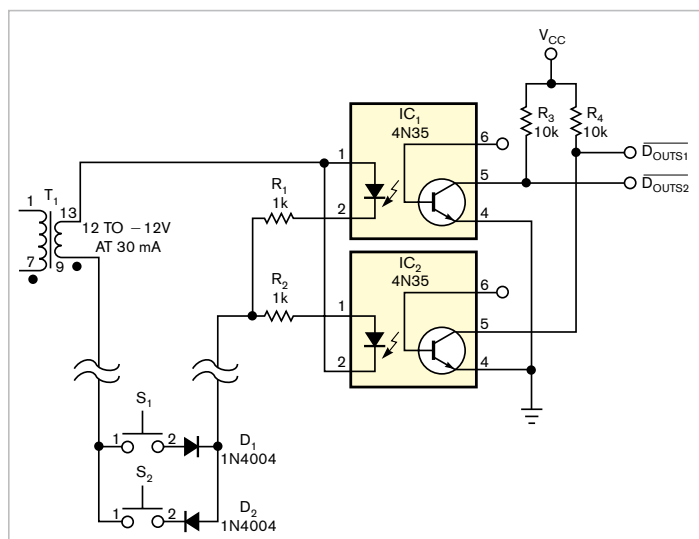 VCC
IC1
4N35
R3
10k
R4
10k
6
DOUTS1
1
5
DOUTS2
1
T1
13
R1
1k
2
4
12 TO –12V
AT 30 mA
7
9
IC2
4N35
R2
1k
6
1
5
2
4
S1
1
2
D1
1N4004
S2
1
2
D2
1N4004